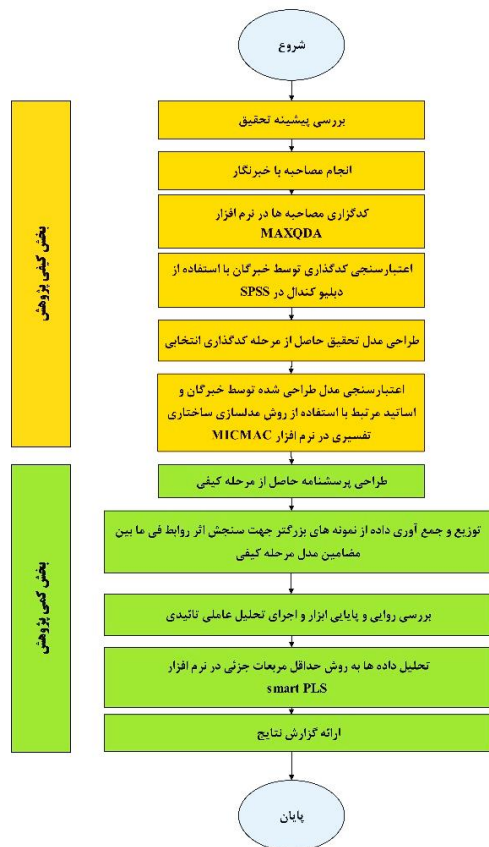 شروع
بخش کیفی پژوهش
بررسی پیشینه تحقیق
انجام مصاحبه با خبرنگار
کدگزاری مصاحبه ها در نرم افزار
MAXQDA
اعتبارسنجی کدگذاری توسط خبرگان با استفاده از
دبلیو کندال در SPSS
طراحی مدل تحقیق حاصل از مرحله کدگذاری انتخابی
اعتبارسنجی مدل طراحی شده توسط خبرگان و
اساتید مرتبط با استفاده از روش مدلسازی ساختاری
تفسیری در نرم افزار MICMAC
بخش کمی پژوهش
طراحی پرسشنامه حاصل از مرحله کیفی
توزیع و جمع آوری داده از نمونه های بزرگتر جهت سنجش اثر روابط فی ما بین
مضامین مدل مرحله کیفی
بررسی روایی و پایایی ابزار و اجرای تحلیل عاملی تائیدی
تحلیل داده ها به روش حداقل مربعات جزئی در نرم افزار
smart PLS
ارائه گزارش نتایج
پایان